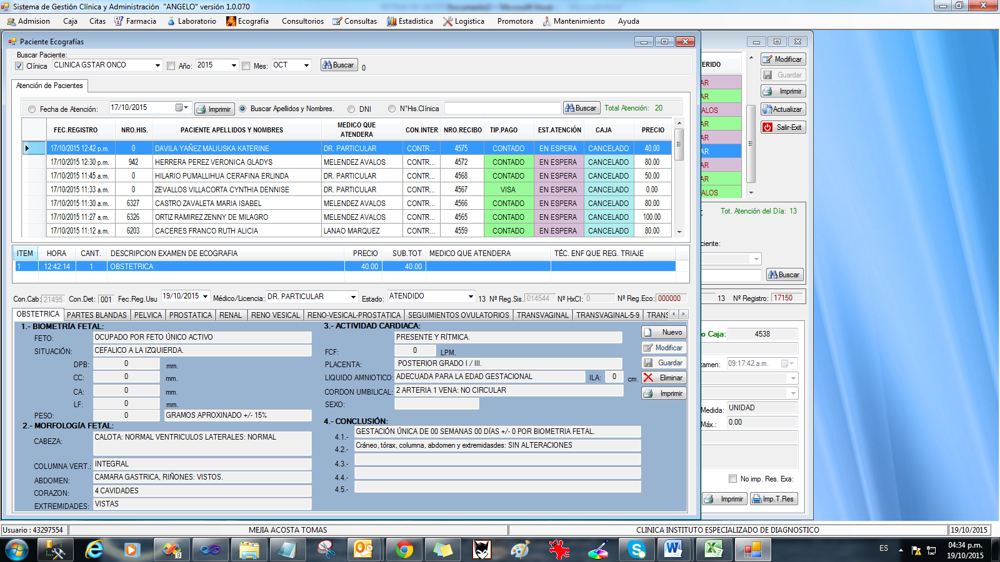 Sistema de Gestión Clínica y Administración "ANGELO" versión 1.0.070
Admision Caja Citas Farmacia Laboratorio Ecografía Consultorios Consultas Estadistica Logistica Promotora Mantenimiento Ayuda
Paciente Ecografías
Buscar Paciente:
Clínica CLINICA GSTAR ONCO Año: 2015 Mes: OCT Buscar 0
Atención de Pacientes
Fecha de Atención: 17/10/2015 Imprimir Buscar Apellidos y Nombres. DNI N°His.Clínica Buscar Total Atención: 20
FEC.REGISTRO NRO.HIS. PACIENTE APELLIDOS Y NOMBRES MEDICO QUE ATENDERA CON.INTER NRO.RECIBO TIP.PAGO EST.ATENCIÓN CAJA PRECIO
17/10/2015 12:42 p.m. 0 DAVILA YAÑEZ MALIUSKA KATERINE DR. PARTICULAR CONTR... 4575 CONTADO EN ESPERA CANCELADO 40.00
17/10/2015 12:30 p.m. 942 HERRERA PEREZ VERONICA GLADYS MELENDEZ AVALOS CONTR... 4572 CONTADO EN ESPERA CANCELADO 80.00
17/10/2015 11:45 a.m. 0 HILARIO PUMALLIHUA CERAFINA ERLINDA DR. PARTICULAR CONTR... 4568 CONTADO EN ESPERA CANCELADO 50.00
17/10/2015 11:33 a.m. 0 ZEVALLOS VILLACORTA CYNTHIA DENNISE DR. PARTICULAR CONTR... 4567 VISA EN ESPERA CANCELADO 0.00
17/10/2015 11:30 a.m. 6327 CASTRO ZAVALETA MARIA ISABEL MELENDEZ AVALOS CONTR... 4566 CONTADO EN ESPERA CANCELADO 80.00
17/10/2015 11:27 a.m. 6326 ORTIZ RAMIREZ ZENNY DE MILAGRO MELENDEZ AVALOS CONTR... 4565 CONTADO EN ESPERA CANCELADO 100.00
17/10/2015 11:12 a.m. 6203 CACERES FRANCO RUTH ALICIA LANAO MARQUEZ CONTR... 4559 CONTADO EN ESPERA CANCELADO 80.00
ITEM HORA CANT. DESCRIPCION EXAMEN DE ECOGRAFIA PRECIO SUB.TOT MEDICO QUE ATENDERA TÉC. ENF QUE REG. TRIAJE
1 12:42:14 1 OBSTETRICA 40.00 40.00
Con.Cab: 21495 Con.Det: 001 Fec.Reg.Usu 19/10/2015 Médico/Licencia: DR. PARTICULAR Estado: ATENDIDO 13 Nº Reg.Sis. 014544 Nº HxCl: 0 Nº Reg.Eco: 000000
OBSTETRICA PARTES BLANDAS PELVICA PROSTATICA RENAL RENO VESICAL RENO-VESICAL-PROSTATICA SEGUIMIENTOS OVULATORIOS TRANSVAGINAL TRANSVAGINAL-5-9 TRANS
1.- BIOMETRÍA FETAL:
FETO: OCUPADO POR FETO ÚNICO ACTIVO
SITUACIÓN: CEFALICO A LA IZQUIERDA.
DPB: 0 mm.
CC: 0 mm.
CA: 0 mm.
LF: 0 mm.
PESO: 0 GRAMOS APROXINADO +/- 15%
2.- MORFOLOGÍA FETAL:
CABEZA: CALOTA: NORMAL VENTRICULOS LATERALES: NORMAL
COLUMNA VERT.: INTEGRAL
ABDOMEN: CAMARA GASTRICA, RIÑONES: VISTOS.
CORAZON: 4 CAVIDADES
EXTREMIDADES: VISTAS
3.- ACTIVIDAD CARDIACA:
PRESENTE Y RÍTMICA.
FCF: 0 LPM.
PLACENTA: POSTERIOR GRADO I / III.
LIQUIDO AMNIOTICO: ADECUADA PARA LA EDAD GESTACIONAL ILA: 0 cm.
CORDON UMBILICAL: 2 ARTERIA 1 VENA: NO CIRCULAR
SEXO:
4.- CONCLUSIÓN:
4.1.- GESTACIÓN ÚNICA DE 00 SEMANAS 00 DÍAS +/- 0 POR BIOMETRIA FETAL.
4.2.- Cráneo, tórax, columna, abdomen y extremidasdes: SIN ALTERACIONES
4.3.-
4.4.-
4.5.-
Nuevo
Modificar
Guardar
Eliminar
Imprimir
ERIDO
AR
AR
ALOS
AR
AR
AR
AR
AR
ALOS
Modificar
Guardar
Imprimir
Actualizar
Salir-Exit
Tot. Atención del Día: 13
ciente:
Buscar
13 Nº Registro: 17150
o Caja: 4538
xamen: 09:17:42 a.m.
Medida: UNIDAD
Máx.: 0.00
No imp. Res. Exa:
Imprimir Imp.T.Res
Usuario : 43297554 MEJIA ACOSTA TOMAS CLINICA INSTITUTO ESPECIALIZADO DE DIAGNOSTICO 19/10/2015
9
ES 04:34 p.m.
19/10/2015